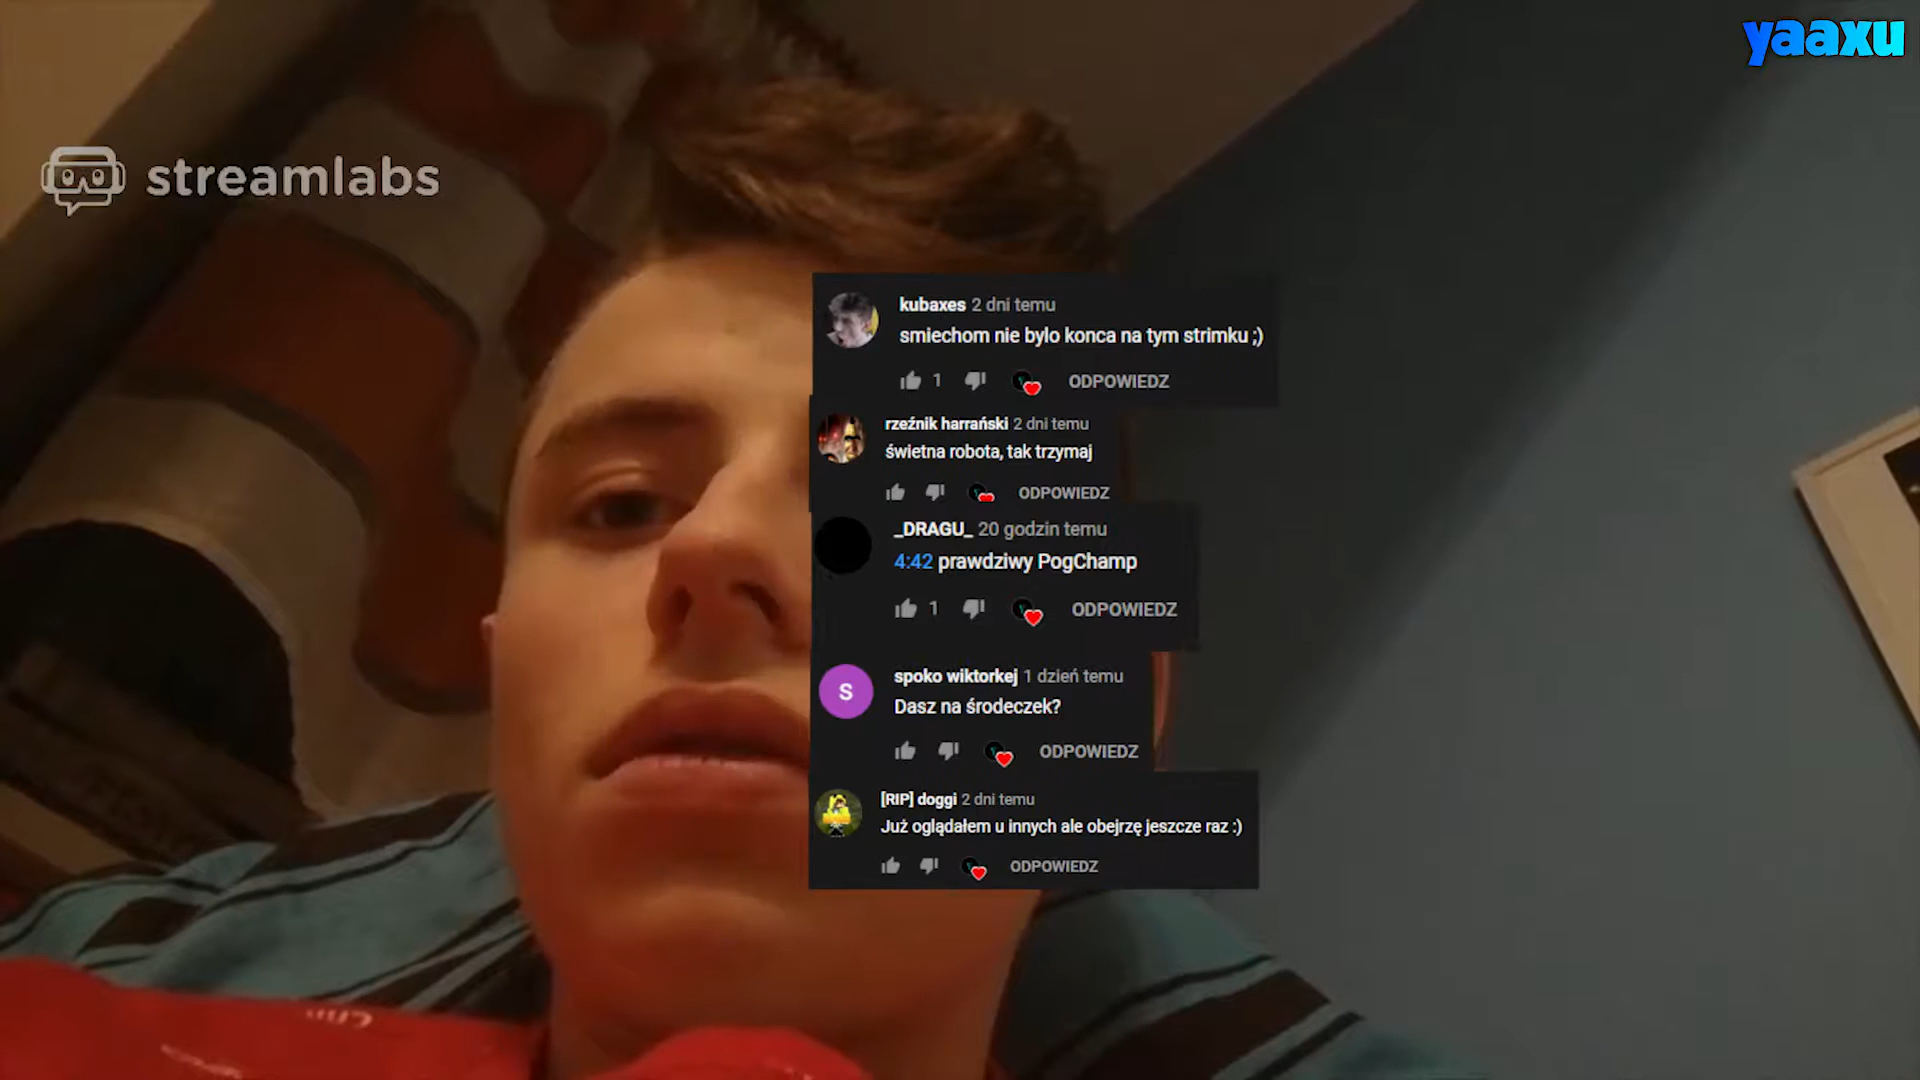 yaaxu
streamlabs
kubaxes 2 dni temu
smiechom nie bylo konca na tym strimku ;)
1 ODPOWIEDZ
rzeźnik harrański 2 dni temu
świetna robota, tak trzymaj
ODPOWIEDZ
_DRAGU_ 20 godzin temu
4:42 prawdziwy PogChamp
1 ODPOWIEDZ
S
spoko wiktorkej 1 dzień temu
Dasz na środeczek?
ODPOWIEDZ
[RIP] doggi 2 dni temu
Już oglądałem u innych ale obejrzę jeszcze raz :)
ODPOWIEDZ